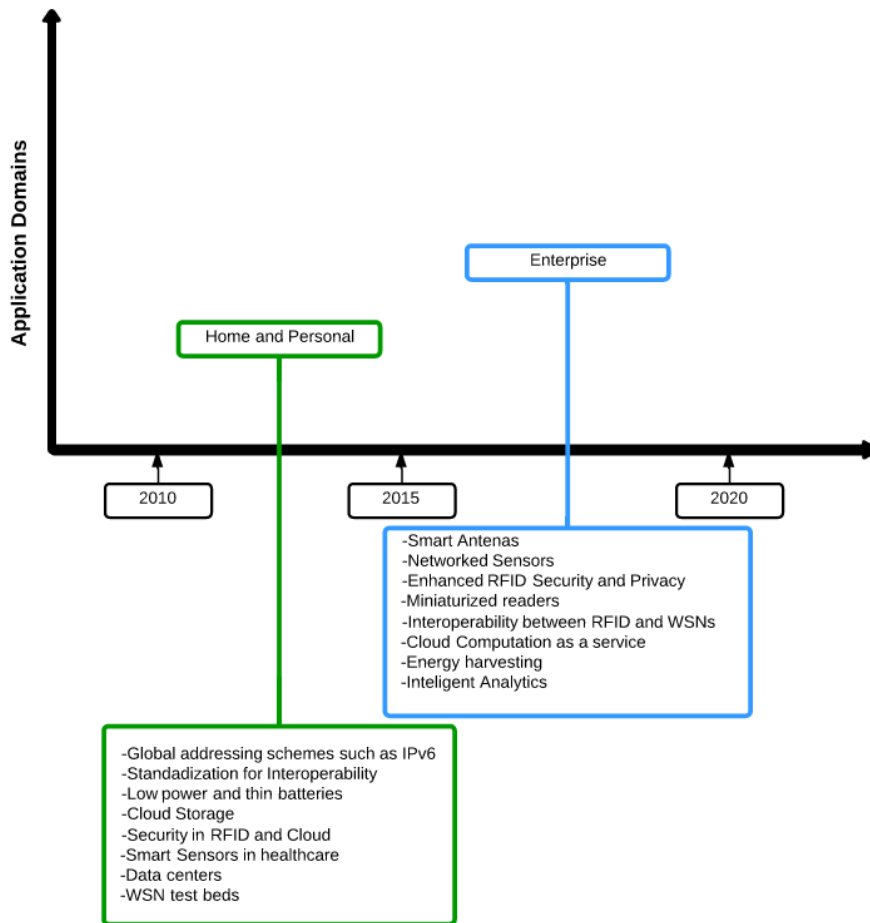 Application Domains
Enterprise
Home and Personal
2010
2015
2020
-Smart Antenas
-Networked Sensors
-Enhanced RFID Security and Privacy
-Miniaturized readers
-Interoperability between RFID and WSNs
-Cloud Computation as a service
-Energy harvesting
-Inteligent Analytics
-Global addressing schemes such as IPv6
-Standadization for Interoperability
-Low power and thin batteries
-Cloud Storage
-Security in RFID and Cloud
-Smart Sensors in healthcare
-Data centers
-WSN test beds